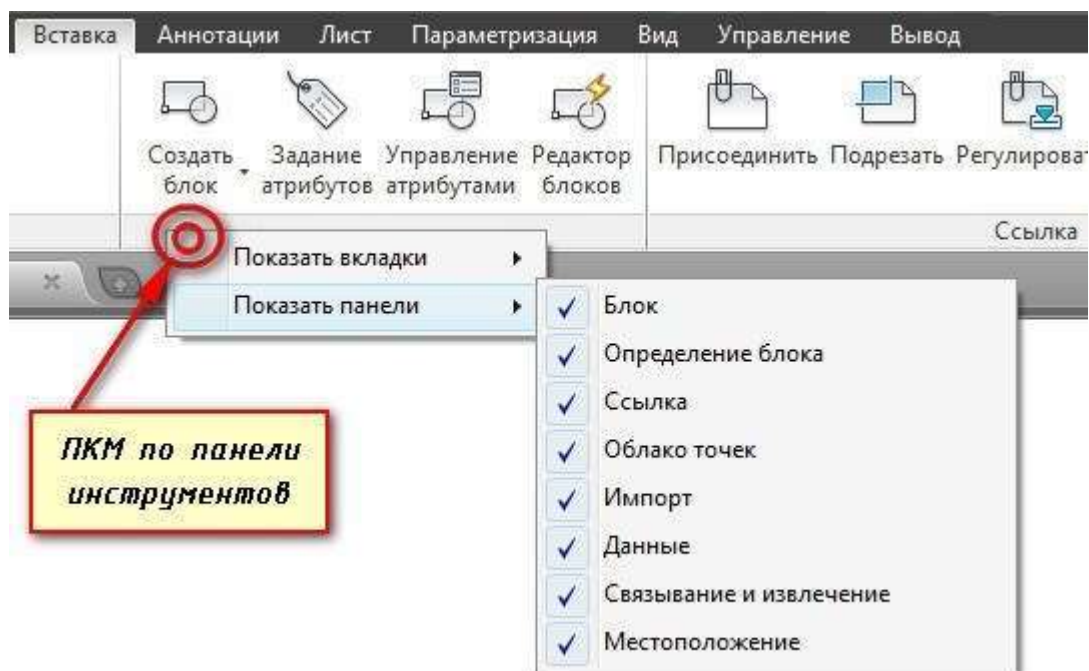 Вставка Аннотации Лист Параметризация Вид Управление Вывод
Создать Задание Управление Редактор Присоединить Подрезать Регулироват
блок атрибутов атрибутами блоков
Ссылка
Показать вкладки
Показать панели
Блок
Определение блока
Ссылка
Облако точек
Импорт
Данные
Связывание и извлечение
Местоположение
ПКМ по панели
инструментов